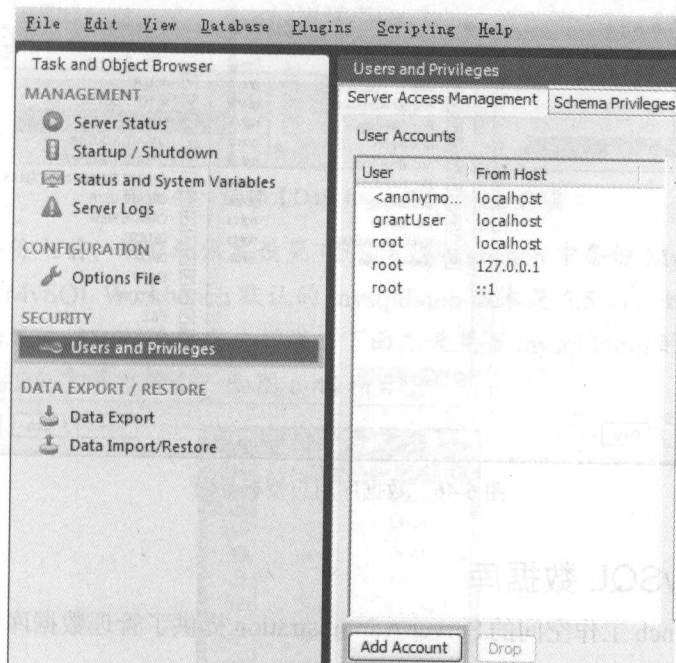 File Edit View Database Plugins Scripting Help
Task and Object Browser
MANAGEMENT
Server Status
Startup / Shutdown
Status and System Variables
Server Logs
CONFIGURATION
Options File
SECURITY
Users and Privileges
DATA EXPORT / RESTORE
Data Export
Data Import/Restore
Users and Privileges
Server Access Management Schema Privileges
User Accounts
User From Host
<anonymo... localhost
grantUser localhost
root localhost
root 127.0.0.1
root ::1
Add Account Drop